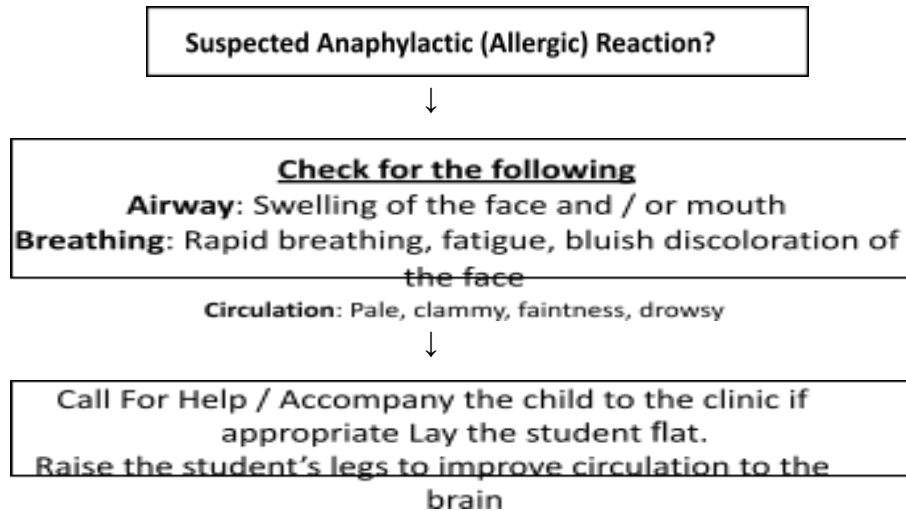 Suspected Anaphylactic (Allergic) Reaction?
↓
Check for the following
Airway: Swelling of the face and / or mouth
Breathing: Rapid breathing, fatigue, bluish discoloration of
the face
Circulation: Pale, clammy, faintness, drowsy
↓
Call For Help / Accompany the child to the clinic if
appropriate Lay the student flat.
Raise the student's legs to improve circulation to the
brain